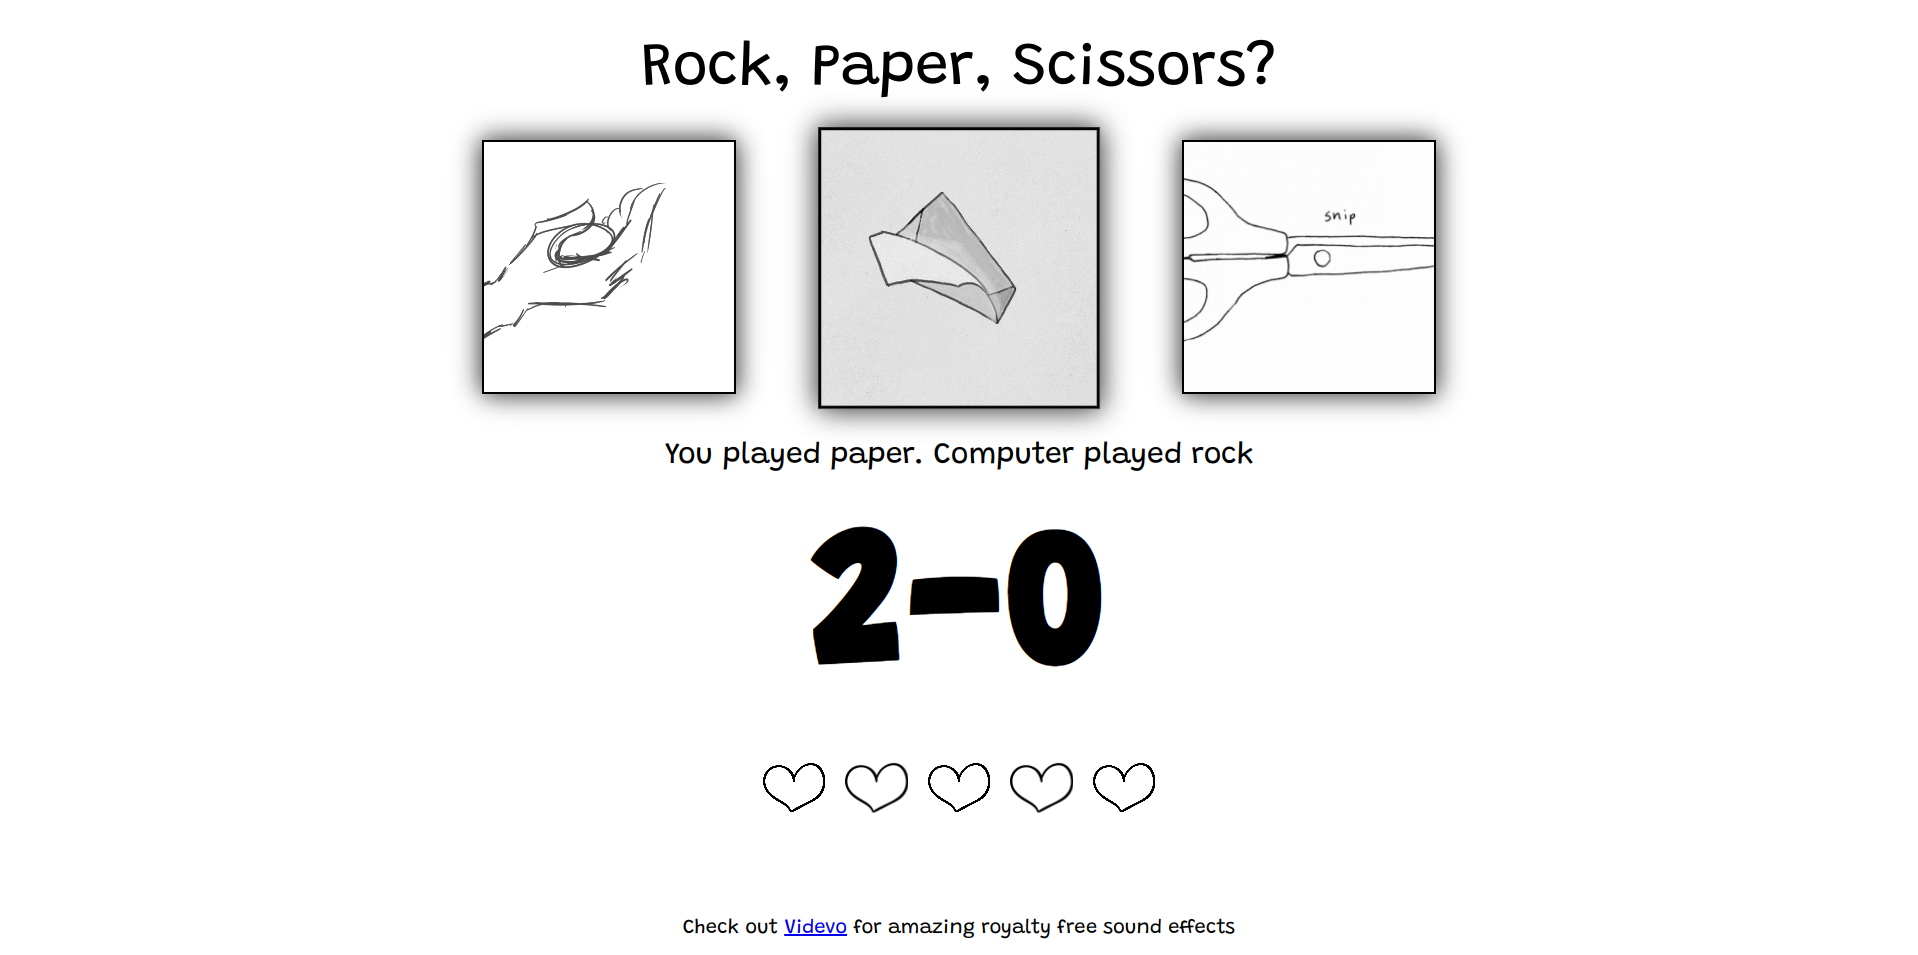 Rock, Paper, Scissors?
snip
You played paper. Computer played rock
2-0
Check out Videvo for amazing royalty free sound effects